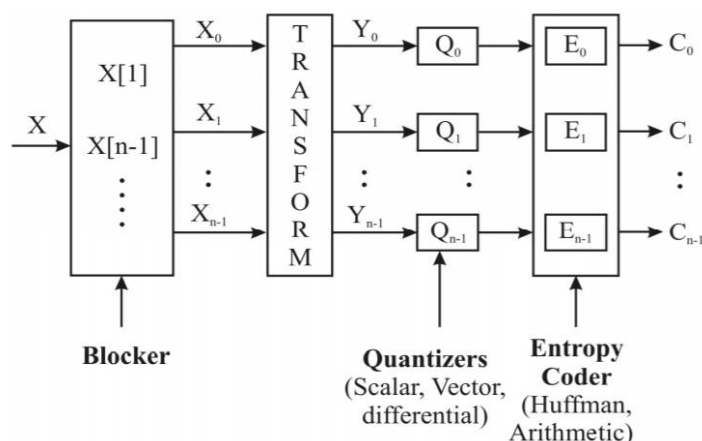 X
X[1]
X[n-1]
X₀
X₁
Xₙ₋₁
TRANSFORM
Y₀
Y₁
Yₙ₋₁
Q₀
Q₁
Qₙ₋₁
E₀
E₁
Eₙ₋₁
C₀
C₁
Cₙ₋₁
Blocker
Quantizers
(Scalar, Vector,
differential)
Entropy
Coder
(Huffman,
Arithmetic)